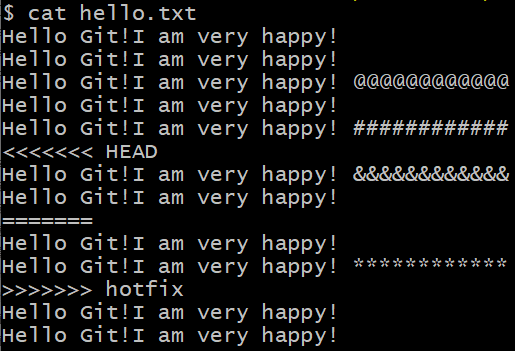 $ cat hello.txt
Hello Git!I am very happy!
Hello Git!I am very happy!
Hello Git!I am very happy! @@@@@@@@@@@@
Hello Git!I am very happy!
Hello Git!I am very happy! ############
<<<<<<< HEAD
Hello Git!I am very happy! &&&&&&&&&&&&
Hello Git!I am very happy!
=======
Hello Git!I am very happy!
Hello Git!I am very happy! ************
>>>>>>> hotfix
Hello Git!I am very happy!
Hello Git!I am very happy!